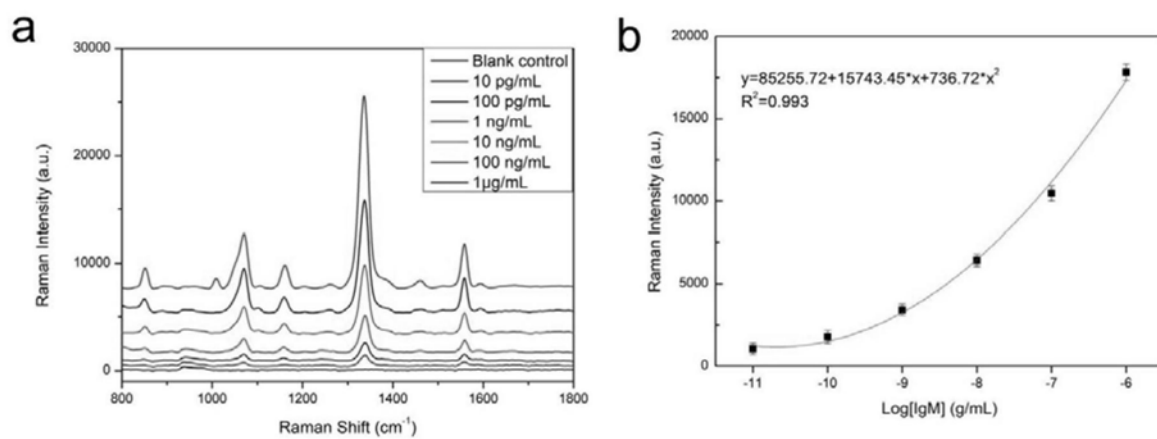 a
30000
20000
10000
0
Raman Intensity (a.u.)
Blank control
10 pg/mL
100 pg/mL
1 ng/mL
10 ng/mL
100 ng/mL
1µg/mL
800 1000 1200 1400 1600 1800
Raman Shift (cm⁻¹)
b
20000
15000
10000
5000
0
Raman Intensity (a.u.)
y=85255.72+15743.45*x+736.72*x²
R²=0.993
-11 -10 -9 -8 -7 -6
Log[IgM] (g/mL)